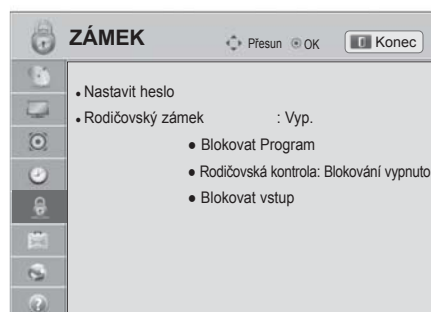 ZÁMEK Přesun OK Konec
• Nastavit heslo
• Rodičovský zámek : Vyp.
● Blokovat Program
● Rodičovská kontrola: Blokování vypnuto
● Blokovat vstup